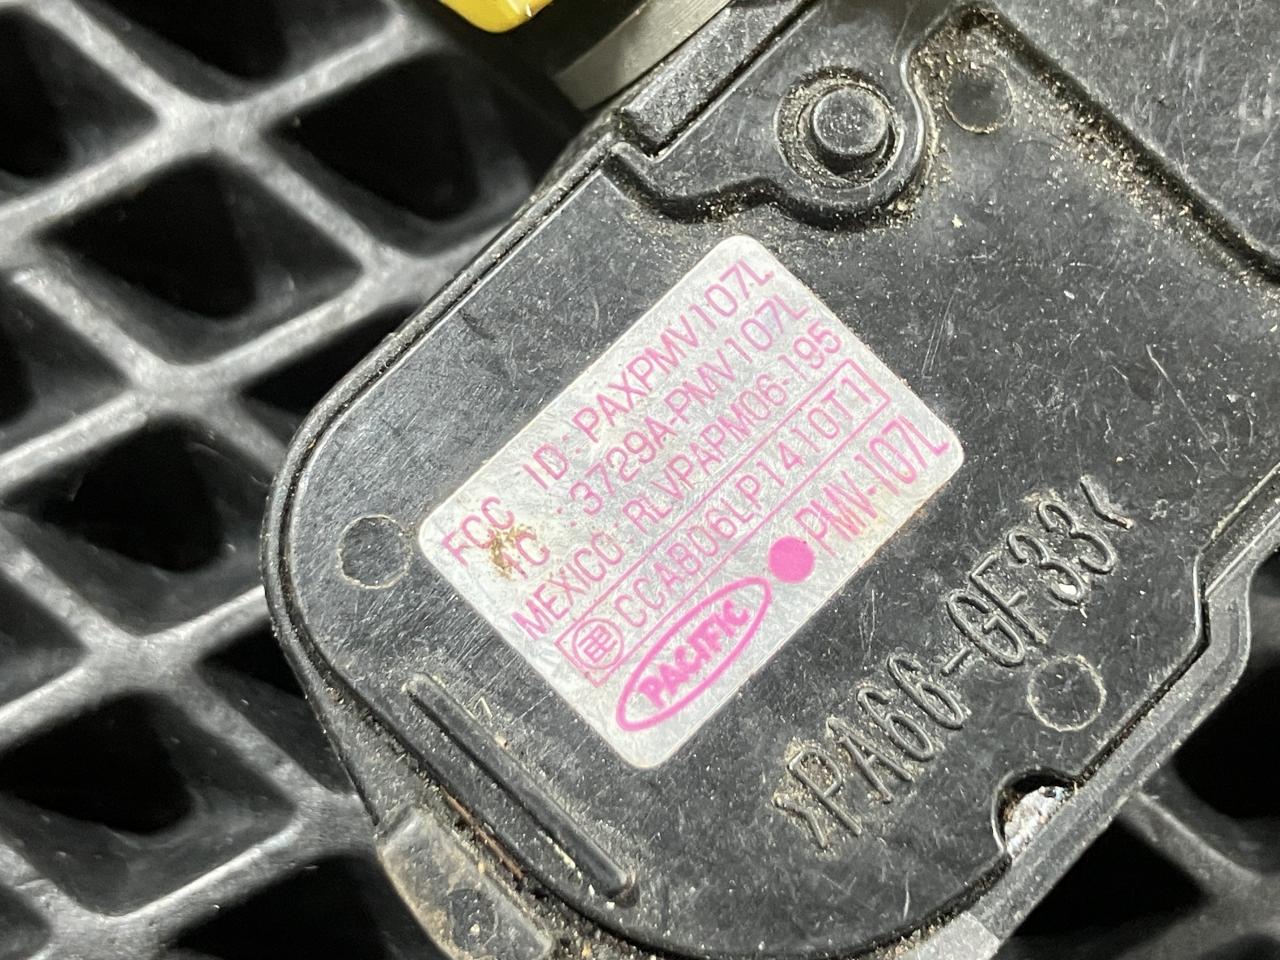 FCC ID: PAXPMV107L
IC : 3729A-PMV107L
MEXICO: RLVPAPM06-195
CCAB06LP1410T1
PACIFIC ●PMV-107L
>PA66-GF33<